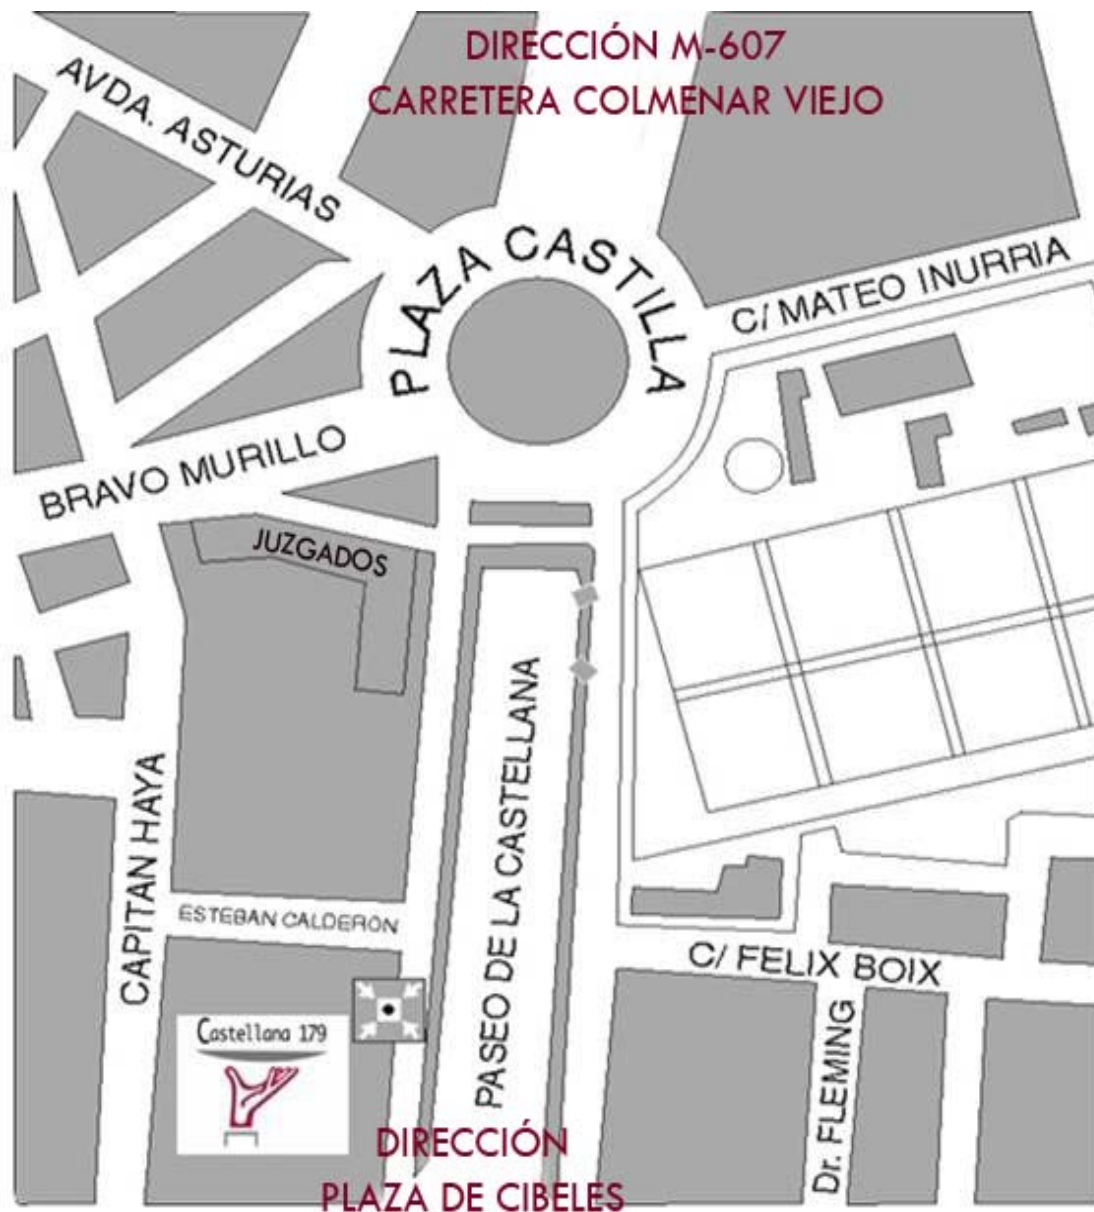 DIRECCIÓN M-607
CARRETERA COLMENAR VIEJO
AVDA. ASTURIAS
PLAZA CASTILLA
C/ MATEO INURRIA
BRAVO MURILLO
JUZGADOS
PASEO DE LA CASTELLANA
CAPITAN HAYA
ESTEBAN CALDERON
C/ FELIX BOIX
Dr. FLEMING
Castellana 179
DIRECCIÓN
PLAZA DE CIBELES